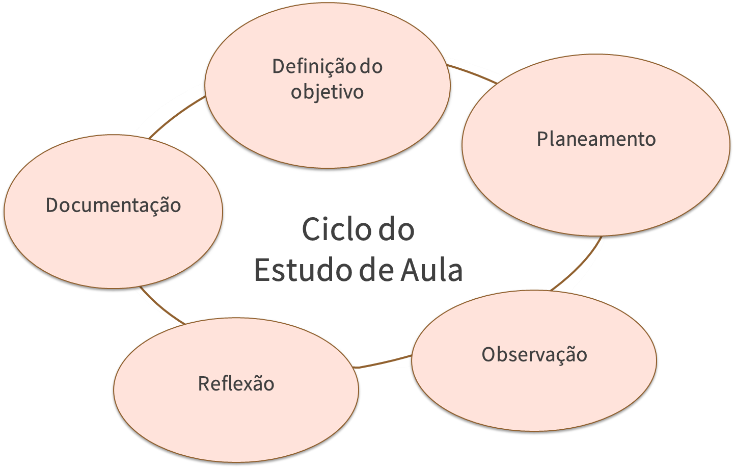 Definição do
objetivo
Planeamento
Documentação
Ciclo do
Estudo de Aula
Observação
Reflexão